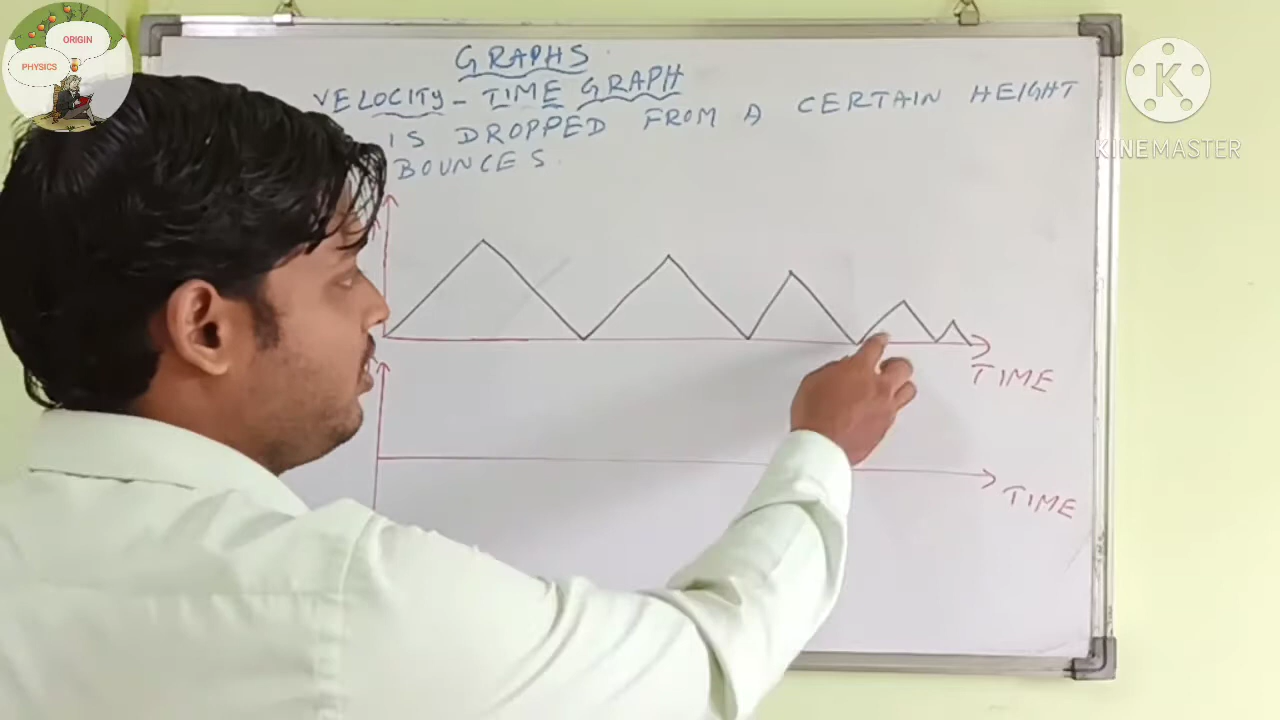 ORIGIN
PHYSICS
GRAPHS
VELOCITY - TIME GRAPH
IS DROPPED FROM A CERTAIN HEIGHT
BOUNCES.
TIME
TIME
K
KINEMASTER